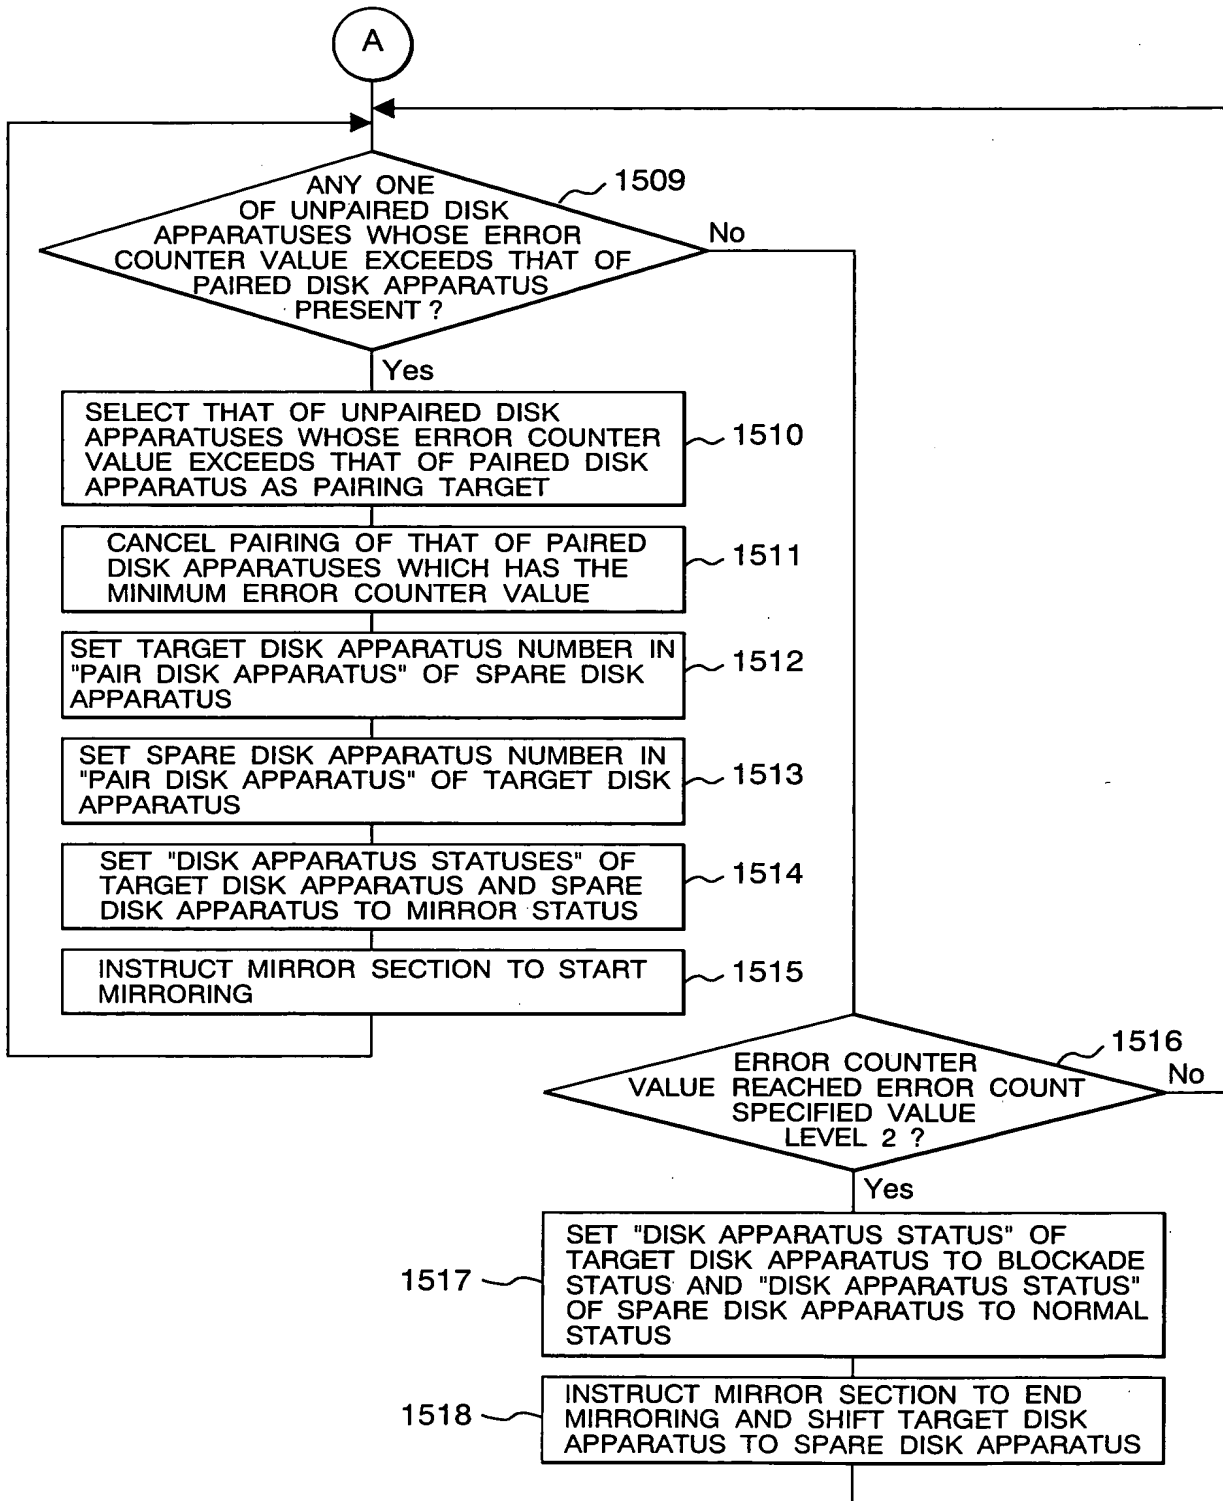 A
1509
ANY ONE
OF UNPAIRED DISK
APPARATUSES WHOSE ERROR
COUNTER VALUE EXCEEDS THAT OF
PAIRED DISK APPARATUS
PRESENT ?
No
Yes
SELECT THAT OF UNPAIRED DISK
APPARATUSES WHOSE ERROR COUNTER
VALUE EXCEEDS THAT OF PAIRED DISK
APPARATUS AS PAIRING TARGET
1510
CANCEL PAIRING OF THAT OF PAIRED
DISK APPARATUSES WHICH HAS THE
MINIMUM ERROR COUNTER VALUE
1511
SET TARGET DISK APPARATUS NUMBER IN
"PAIR DISK APPARATUS" OF SPARE DISK
APPARATUS
1512
SET SPARE DISK APPARATUS NUMBER IN
"PAIR DISK APPARATUS" OF TARGET DISK
APPARATUS
1513
SET "DISK APPARATUS STATUSES" OF
TARGET DISK APPARATUS AND SPARE
DISK APPARATUS TO MIRROR STATUS
1514
INSTRUCT MIRROR SECTION TO START
MIRRORING
1515
1516
ERROR COUNTER
VALUE REACHED ERROR COUNT
SPECIFIED VALUE
LEVEL 2 ?
No
Yes
SET "DISK APPARATUS STATUS" OF
TARGET DISK APPARATUS TO BLOCKADE
STATUS AND "DISK APPARATUS STATUS"
OF SPARE DISK APPARATUS TO NORMAL
STATUS
1517
INSTRUCT MIRROR SECTION TO END
MIRRORING AND SHIFT TARGET DISK
APPARATUS TO SPARE DISK APPARATUS
1518